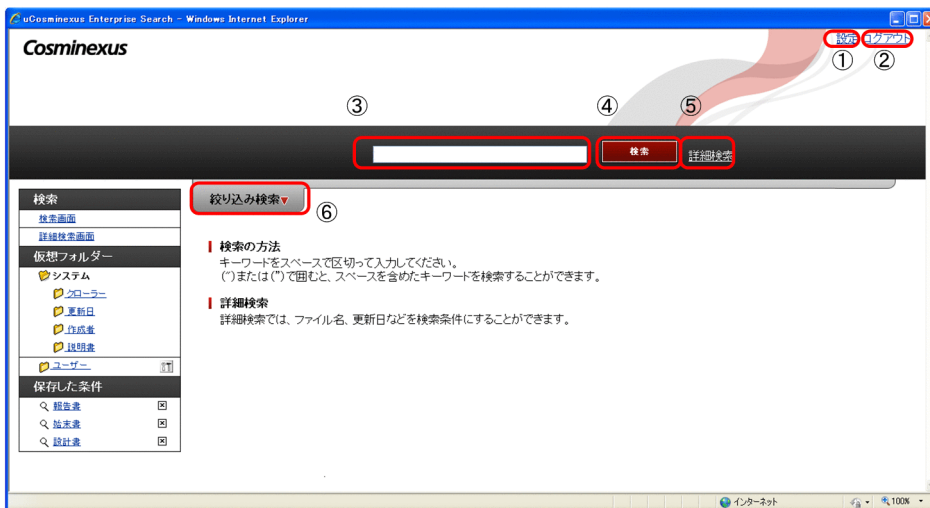 uCosminexus Enterprise Search - Windows Internet Explorer
Cosminexus
設定 ログアウト
① ②
③ ④ ⑤
検索 詳細検索
検索
検索画面
詳細検索画面
仮想フォルダー
システム
クローラー
更新日
作成者
説明書
ユーザー
保存した条件
報告書
始末書
設計書
絞り込み検索▼ ⑥
検索の方法
キーワードをスペースで区切って入力してください。
(")または(")で囲むと、スペースを含めたキーワードを検索することができます。
詳細検索
詳細検索では、ファイル名、更新日などを検索条件にすることができます。
インターネット 100%